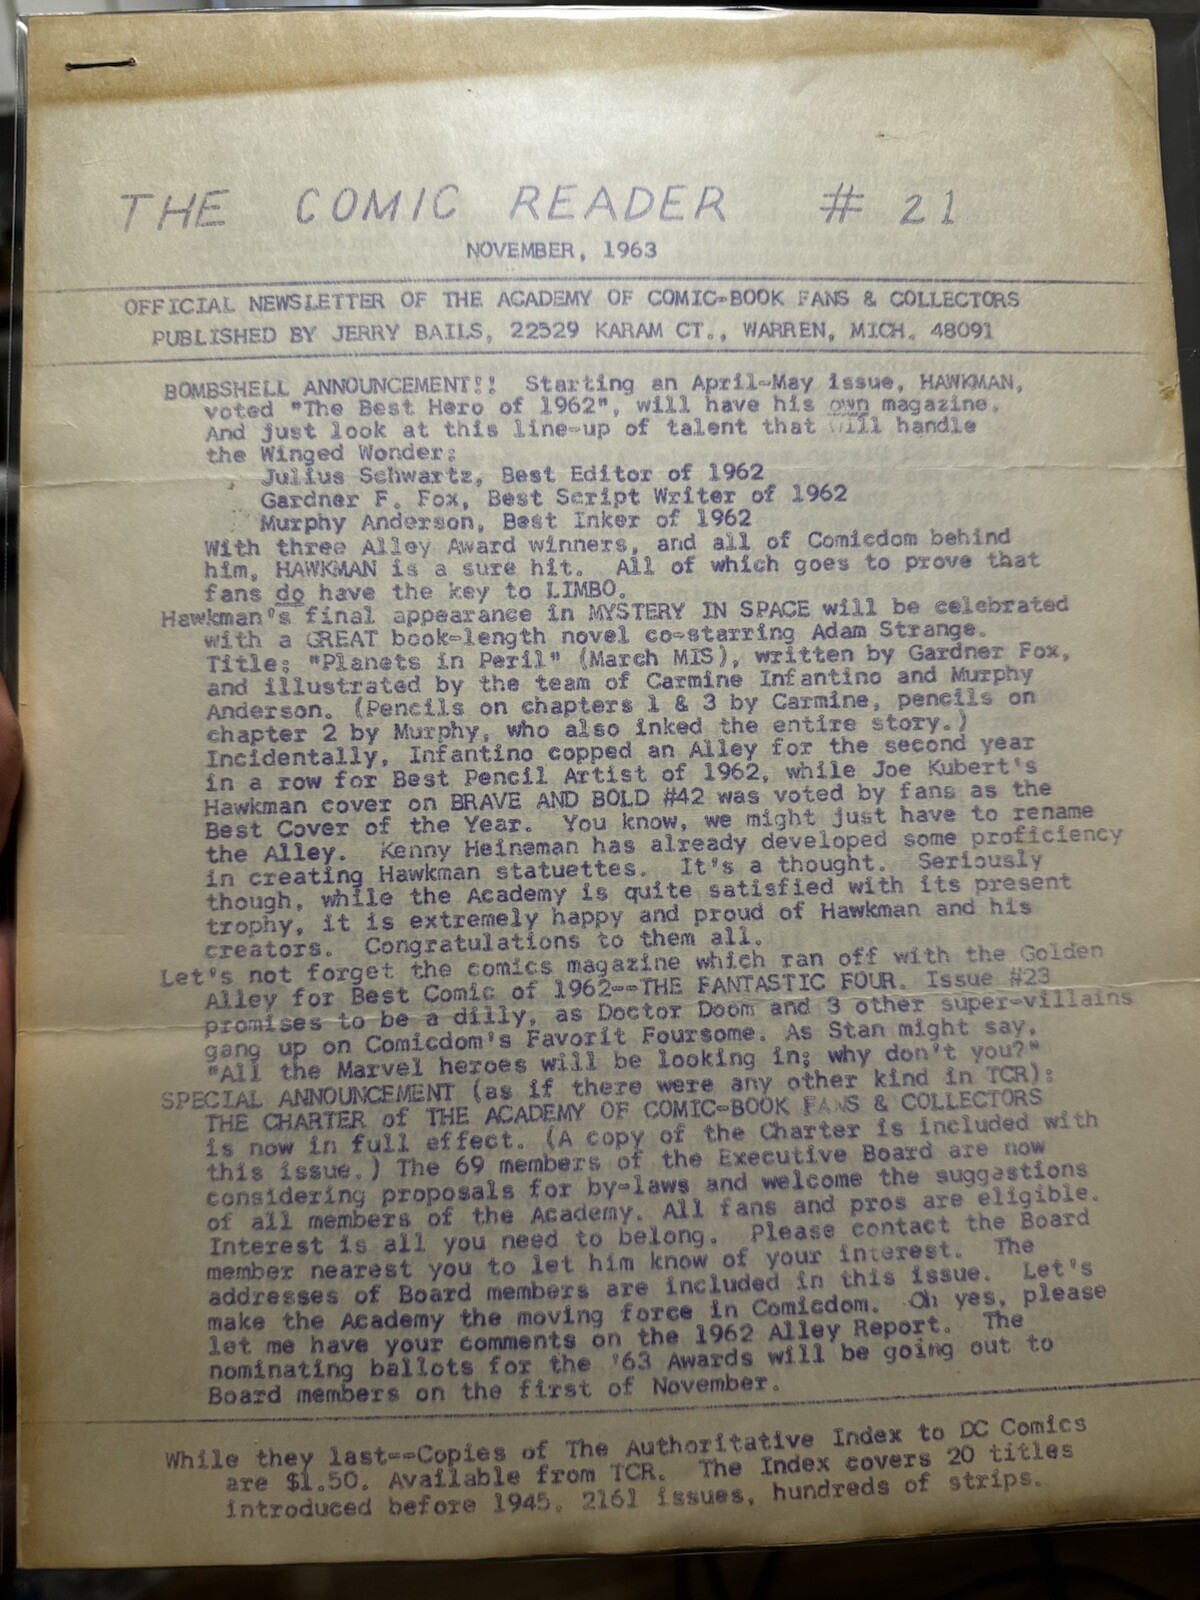 THE COMIC READER # 21
NOVEMBER, 1963
OFFICIAL NEWSLETTER OF THE ACADEMY OF COMIC-BOOK FANS & COLLECTORS
PUBLISHED BY JERRY BAILS, 22529 KARAM CT., WARREN, MICH. 48091
BOMBSHELL ANNOUNCEMENT!! Starting an April-May issue, HAWKMAN,
voted "The Best Hero of 1962", will have his own magazine.
And just look at this line-up of talent that will handle
the Winged Wonder:
Julius Schwartz, Best Editor of 1962
Gardner F. Fox, Best Script Writer of 1962
Murphy Anderson, Best Inker of 1962
With three Alley Award winners, and all of Comicdom behind
him, HAWKMAN is a sure hit. All of which goes to prove that
fans do have the key to LIMBO.
Hawkman's final appearance in MYSTERY IN SPACE will be celebrated
with a GREAT book-length novel co-starring Adam Strange.
Title: "Planets in Peril" (March MIS), written by Gardner Fox,
and illustrated by the team of Carmine Infantino and Murphy
Anderson. (Pencils on chapters 1 & 3 by Carmine, pencils on
chapter 2 by Murphy, who also inked the entire story.)
Incidentally, Infantino copped an Alley for the second year
in a row for Best Pencil Artist of 1962, while Joe Kubert's
Hawkman cover on BRAVE AND BOLD #42 was voted by fans as the
Best Cover of the Year. You know, we might just have to rename
the Alley. Kenny Heineman has already developed some proficiency
in creating Hawkman statuettes. It's a thought. Seriously
though, while the Academy is quite satisfied with its present
trophy, it is extremely happy and proud of Hawkman and his
creators. Congratulations to them all.
Let's not forget the comics magazine which ran off with the Golden
Alley for Best Comic of 1962--THE FANTASTIC FOUR. Issue #23
promises to be a dilly, as Doctor Doom and 3 other super-villains
gang up on Comicdom's Favorit Foursome. As Stan might say,
"All the Marvel heroes will be looking in; why don't you?"
SPECIAL ANNOUNCEMENT (as if there were any other kind in TCR):
THE CHARTER of THE ACADEMY OF COMIC-BOOK FANS & COLLECTORS
is now in full effect. (A copy of the Charter is included with
this issue.) The 69 members of the Executive Board are now
considering proposals for by-laws and welcome the suggestions
of all members of the Academy. All fans and pros are eligible.
Interest is all you need to belong. Please contact the Board
member nearest you to let him know of your interest. The
addresses of Board members are included in this issue. Let's
make the Academy the moving force in Comicdom. Oh yes, please
let me have your comments on the 1962 Alley Report. The
nominating ballots for the '63 Awards will be going out to
Board members on the first of November.
While they last--Copies of The Authoritative Index to DC Comics
are $1.50. Available from TCR. The Index covers 20 titles
introduced before 1945, 2161 issues, hundreds of strips.